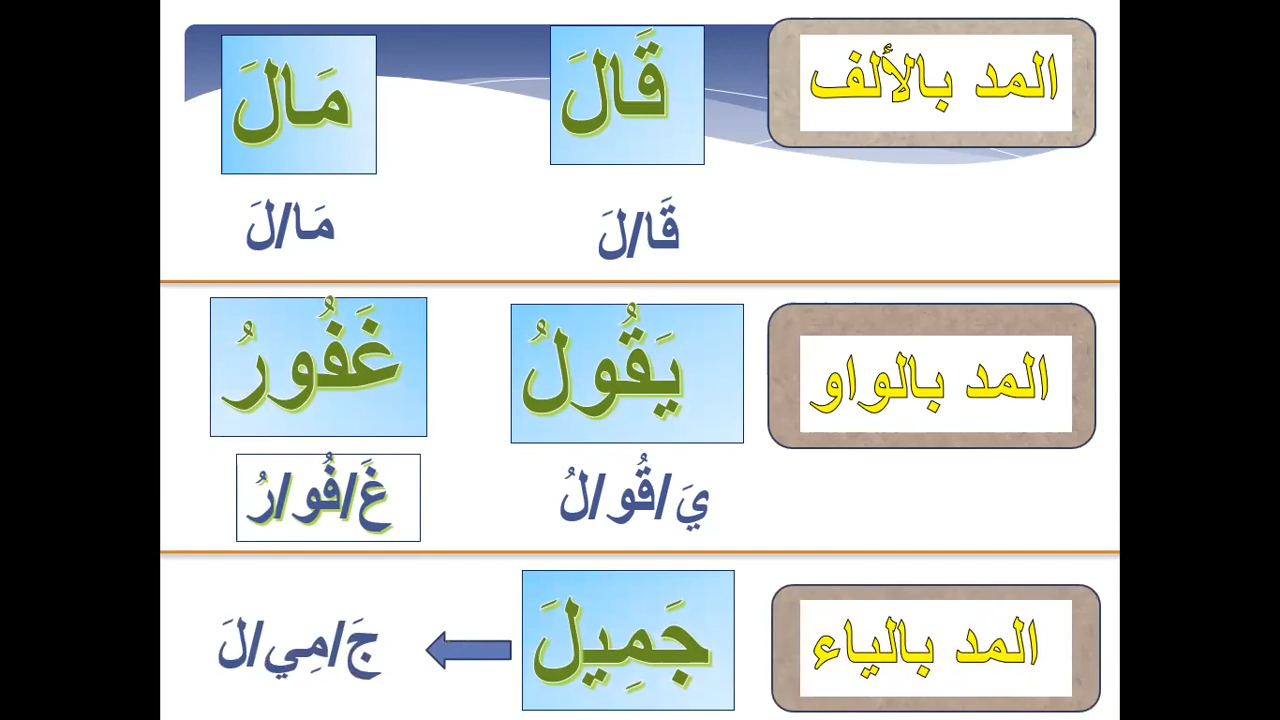 المد بالألف
قَالَ
مَالَ
قَا/لَ
مَا/لَ
المد بالواو
يَقُولُ
غَفُورُ
يَ/قُو/لُ
غَ/فُو/رُ
المد بالياء
جَمِيلَ
جَ/مِي/لَ